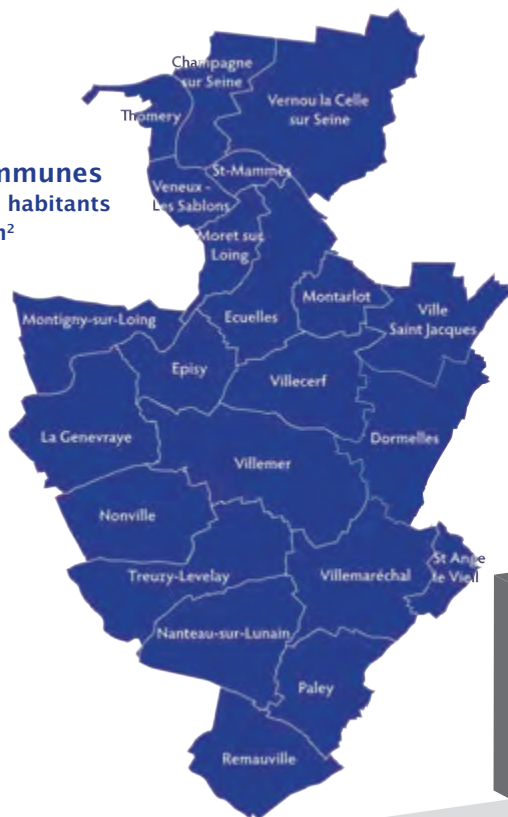 Champagne
sur Seine
Vernou la Celle
sur Seine
Thomery
mmunes
habitants
St-Mammès
Veneux -
Les Sablons
Moret sur
Loing
Montarlot
Ville
Saint Jacques
Montigny-sur-Loing
Ecuelles
Episy
Villecerf
La Genevraye
Dormelles
Villemer
Nonville
St Ange
le Vieil
Treuzy-Levelay
Villemaréchal
Nanteau-sur-Lunain
Paley
Remauville